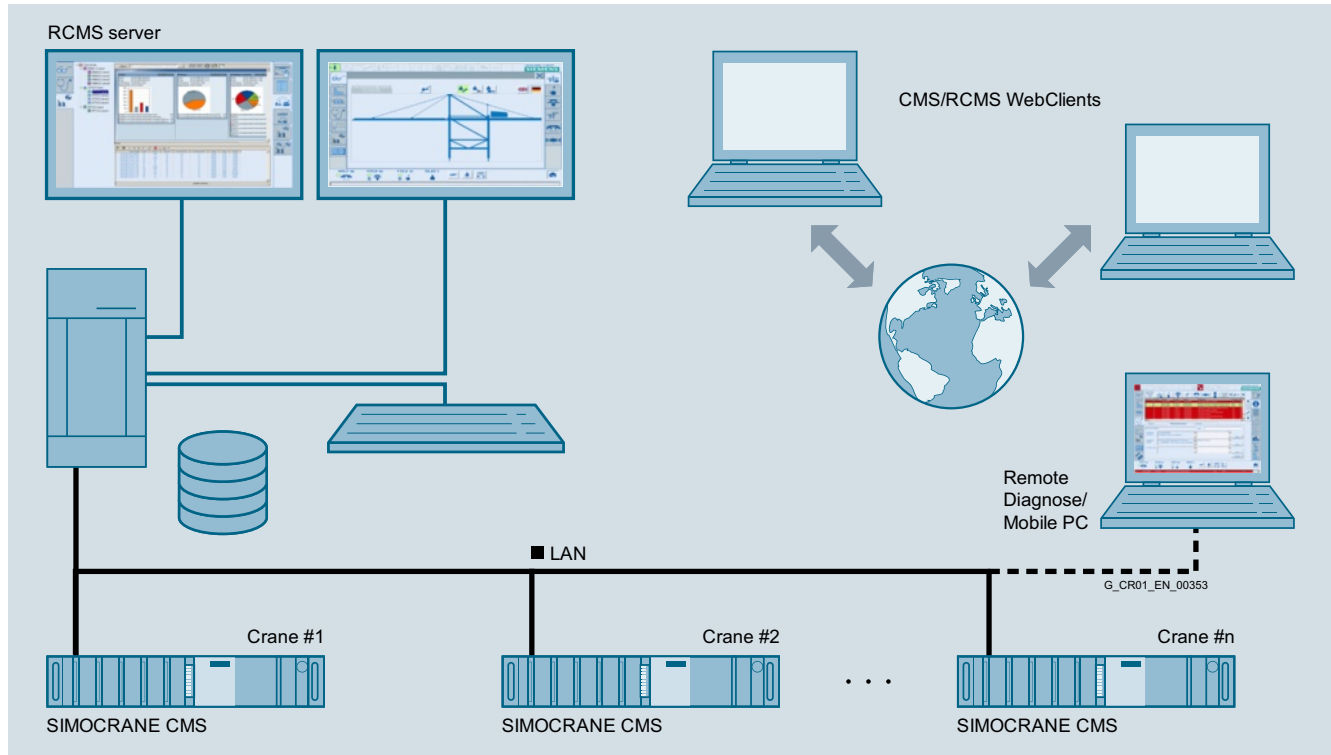 RCMS server
CMS/RCMS WebClients
SIEMENS
Remote
Diagnose/
Mobile PC
LAN
G_CR01_EN_00353
Crane #1
Crane #2
Crane #n
. . .
SIMOCRANE CMS
SIMOCRANE CMS
SIMOCRANE CMS